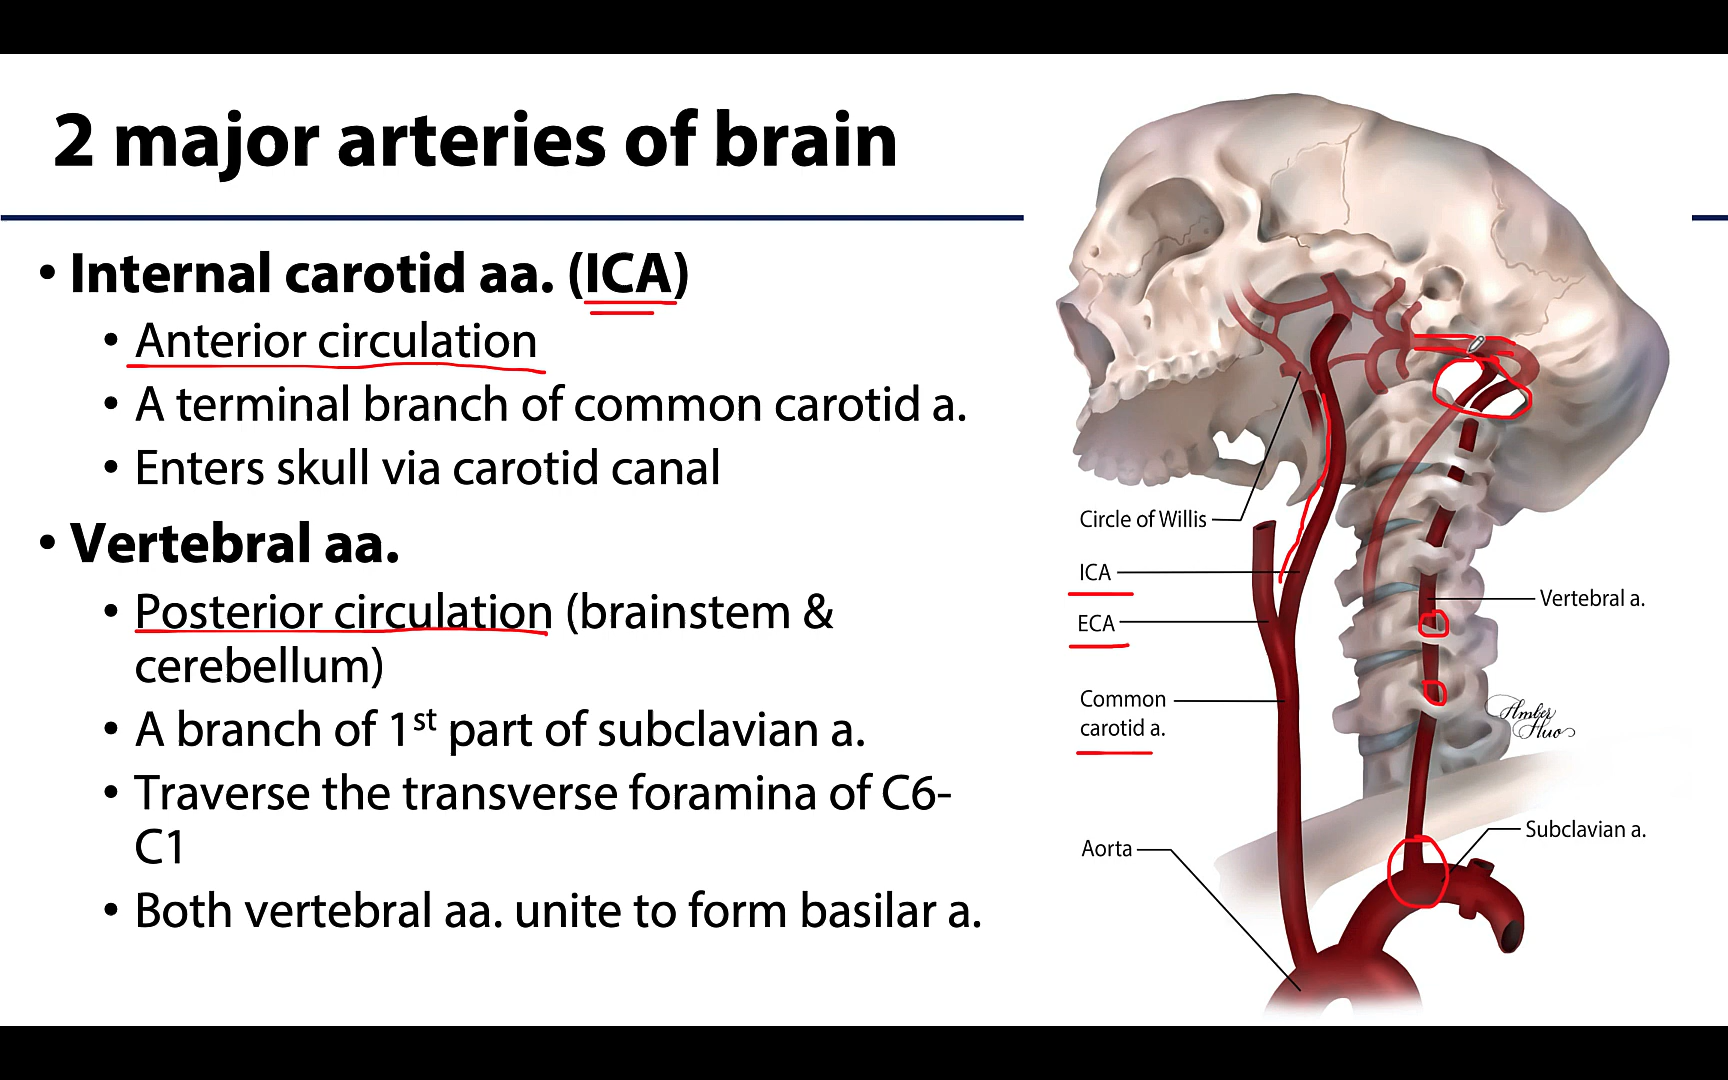 2 major arteries of brain
• Internal carotid aa. (ICA)
• Anterior circulation
• A terminal branch of common carotid a.
• Enters skull via carotid canal
• Vertebral aa.
• Posterior circulation (brainstem &
cerebellum)
• A branch of 1st part of subclavian a.
• Traverse the transverse foramina of C6-
C1
• Both vertebral aa. unite to form basilar a.
Circle of Willis
ICA
ECA
Common
carotid a.
Aorta
Vertebral a.
Amber
Huo
Subclavian a.